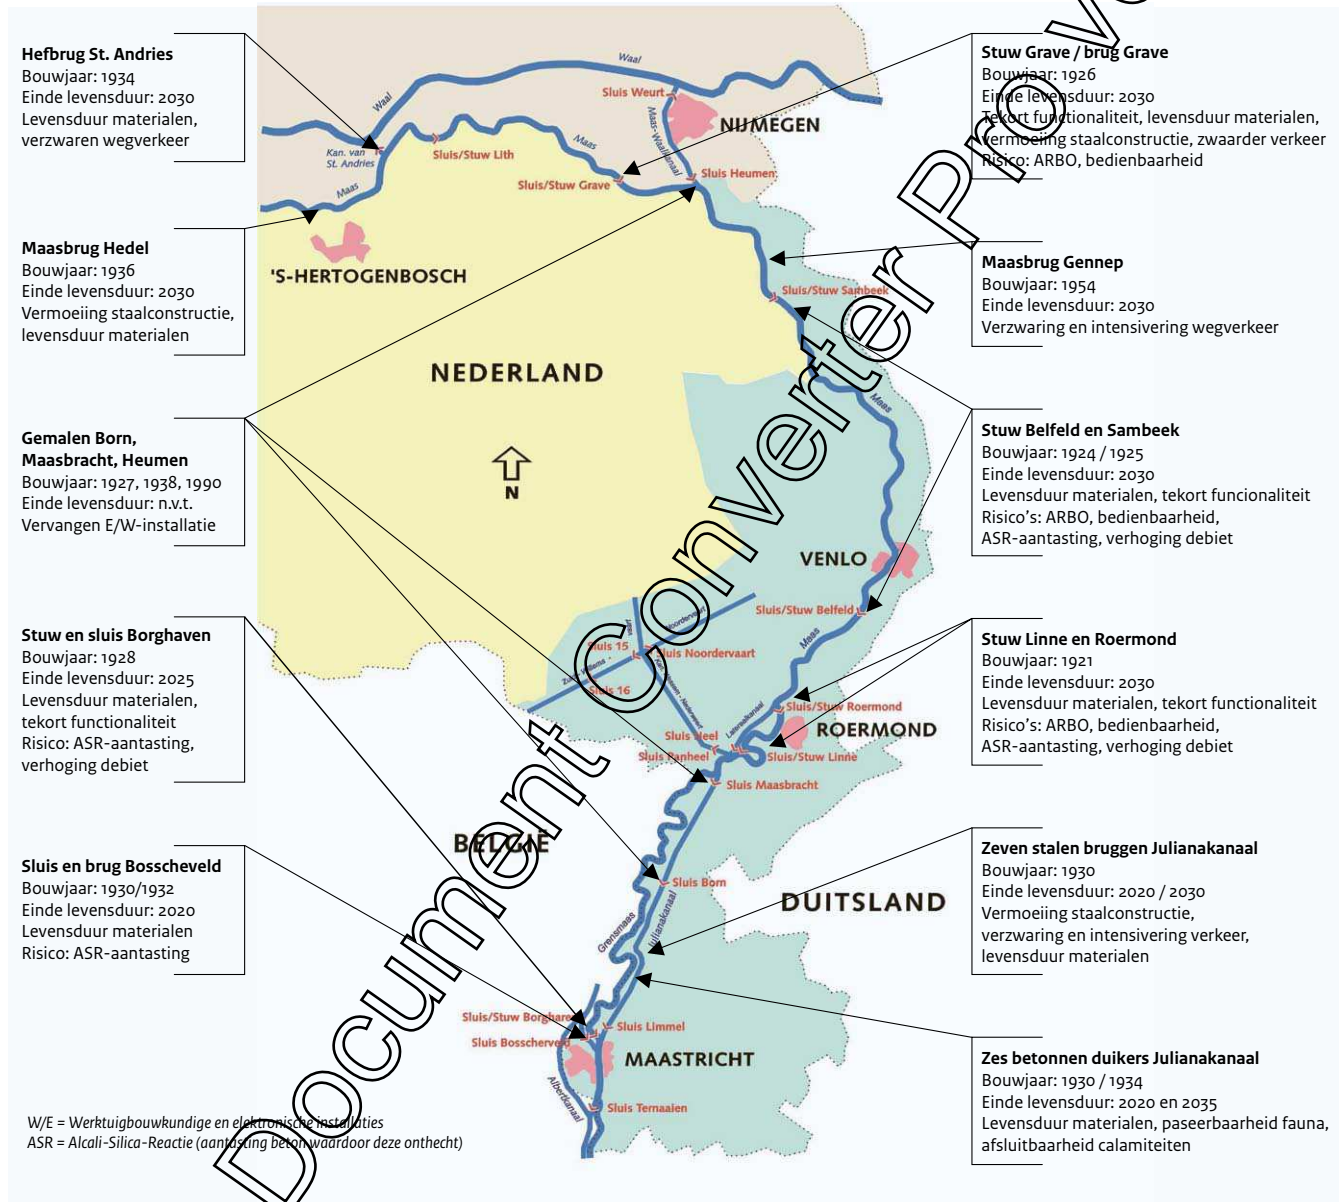 Hefbrug St. Andries
Bouwjaar: 1934
Einde levensduur: 2030
Levensduur materialen,
verzwaren wegverkeer
Maasbrug Hedel
Bouwjaar: 1936
Einde levensduur: 2030
Vermoeiing staalconstructie,
levensduur materialen
Gemalen Born,
Maasbracht, Heumen
Bouwjaar: 1927, 1938, 1990
Einde levensduur: n.v.t.
Vervangen E/W-installatie
Stuw en sluis Borghaven
Bouwjaar: 1928
Einde levensduur: 2025
Levensduur materialen,
tekort functionaliteit
Risico: ASR-aantasting,
verhoging debiet
Sluis en brug Bosscheveld
Bouwjaar: 1930/1932
Einde levensduur: 2020
Levensduur materialen
Risico: ASR-aantasting
W/E = Werktuigbouwkundige en elektronische installaties
ASR = Alcali-Silica-Reactie (aantasting beton waardoor deze onthecht)
Waal
Waal
Sluis Weurt
NIJMEGEN
Maas-Waalkanaal
Kan. van
St. Andries
Sluis/Stuw Lith
Maas
Maas
Sluis/Stuw Grave
Sluis Heumen
'S-HERTOGENBOSCH
Sluis/Stuw Sambeek
NEDERLAND
Maas
N
VENLO
Sluis/Stuw Belfeld
Noordervaart
Sluis 15
Sluis Noordervaart
Maas
Zuid-Willems
Sluis 16
Kan. Wessem - Nederweert
Lateraalkanaal
Sluis/Stuw Roermond
ROERMOND
Sluis Heel
Sluis Panheel
Sluis/Stuw Linne
Sluis Maasbracht
BELGIË
Sluis Born
DUITSLAND
Grensmaas
Julianakanaal
Sluis/Stuw Borghare
Sluis Limmel
Sluis Bosscherveld
MAASTRICHT
Albertkanaal
Sluis Ternaaien
Stuw Grave / brug Grave
Bouwjaar: 1926
Einde levensduur: 2030
Tekort functionaliteit, levensduur materialen,
vermoeiing staalconstructie, zwaarder verkeer
Risico: ARBO, bedienbaarheid
Maasbrug Gennep
Bouwjaar: 1954
Einde levensduur: 2030
Verzwaring en intensivering wegverkeer
Stuw Belfeld en Sambeek
Bouwjaar: 1924 / 1925
Einde levensduur: 2030
Levensduur materialen, tekort funcionaliteit
Risico's: ARBO, bedienbaarheid,
ASR-aantasting, verhoging debiet
Stuw Linne en Roermond
Bouwjaar: 1921
Einde levensduur: 2030
Levensduur materialen, tekort functionaliteit
Risico's: ARBO, bedienbaarheid,
ASR-aantasting, verhoging debiet
Zeven stalen bruggen Julianakanaal
Bouwjaar: 1930
Einde levensduur: 2020 / 2030
Vermoeiing staalconstructie,
verzwaring en intensivering verkeer,
levensduur materialen
Zes betonnen duikers Julianakanaal
Bouwjaar: 1930 / 1934
Einde levensduur: 2020 en 2035
Levensduur materialen, paseerbaarheid fauna,
afsluitbaarheid calamiteiten
Document Converter Pro ve